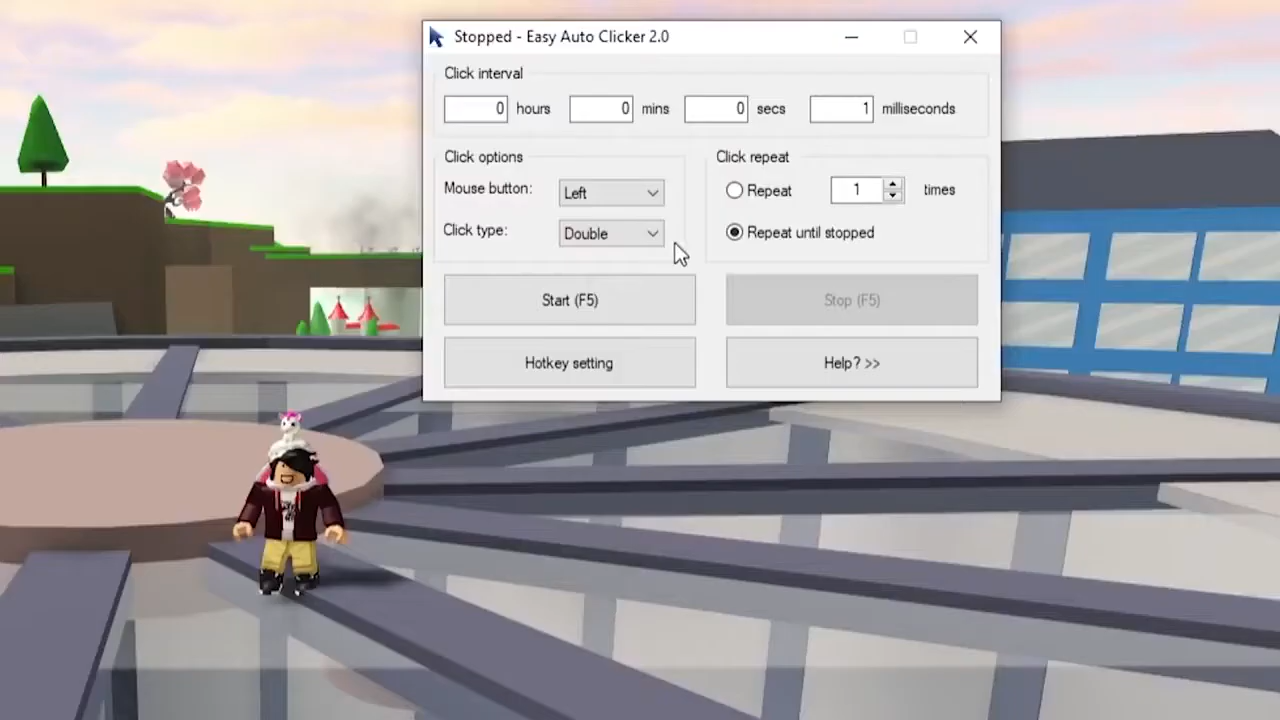 Stopped - Easy Auto Clicker 2.0
Click interval
0 hours 0 mins 0 secs 1 milliseconds
Click options
Mouse button: Left
Click type: Double
Click repeat
Repeat 1 times
Repeat until stopped
Start (F5)
Stop (F5)
Hotkey setting
Help? >>